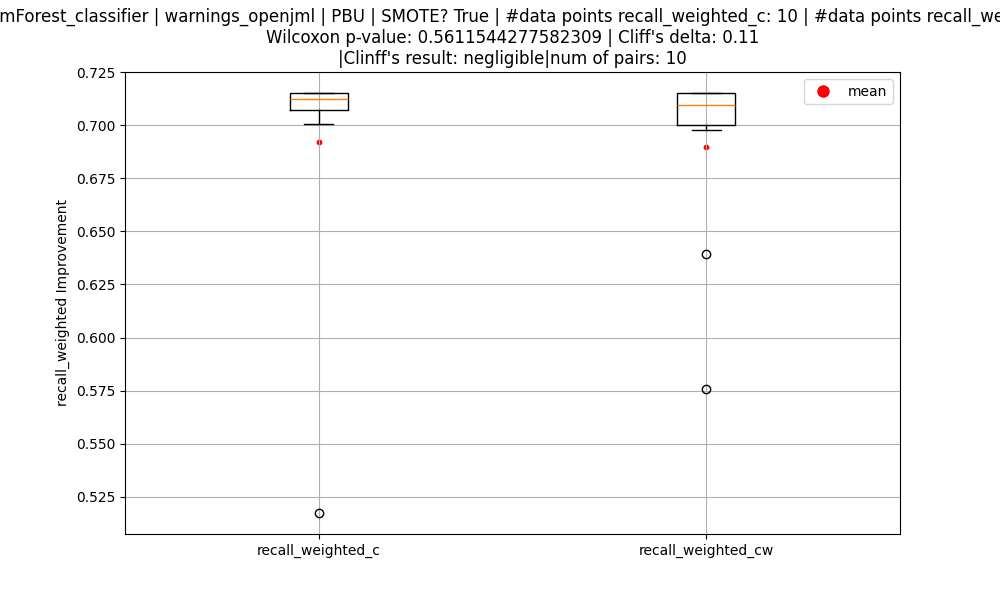 mForest_classifier | warnings_openjml | PBU | SMOTE? True | #data points recall_weighted_c: 10 | #data points recall_we
Wilcoxon p-value: 0.5611544277582309 | Cliff's delta: 0.11
|Clinff's result: negligible|num of pairs: 10
mean
0.725
0.700
0.675
0.650
0.625
0.600
0.575
0.550
0.525
recall_weighted Improvement
recall_weighted_c
recall_weighted_cw